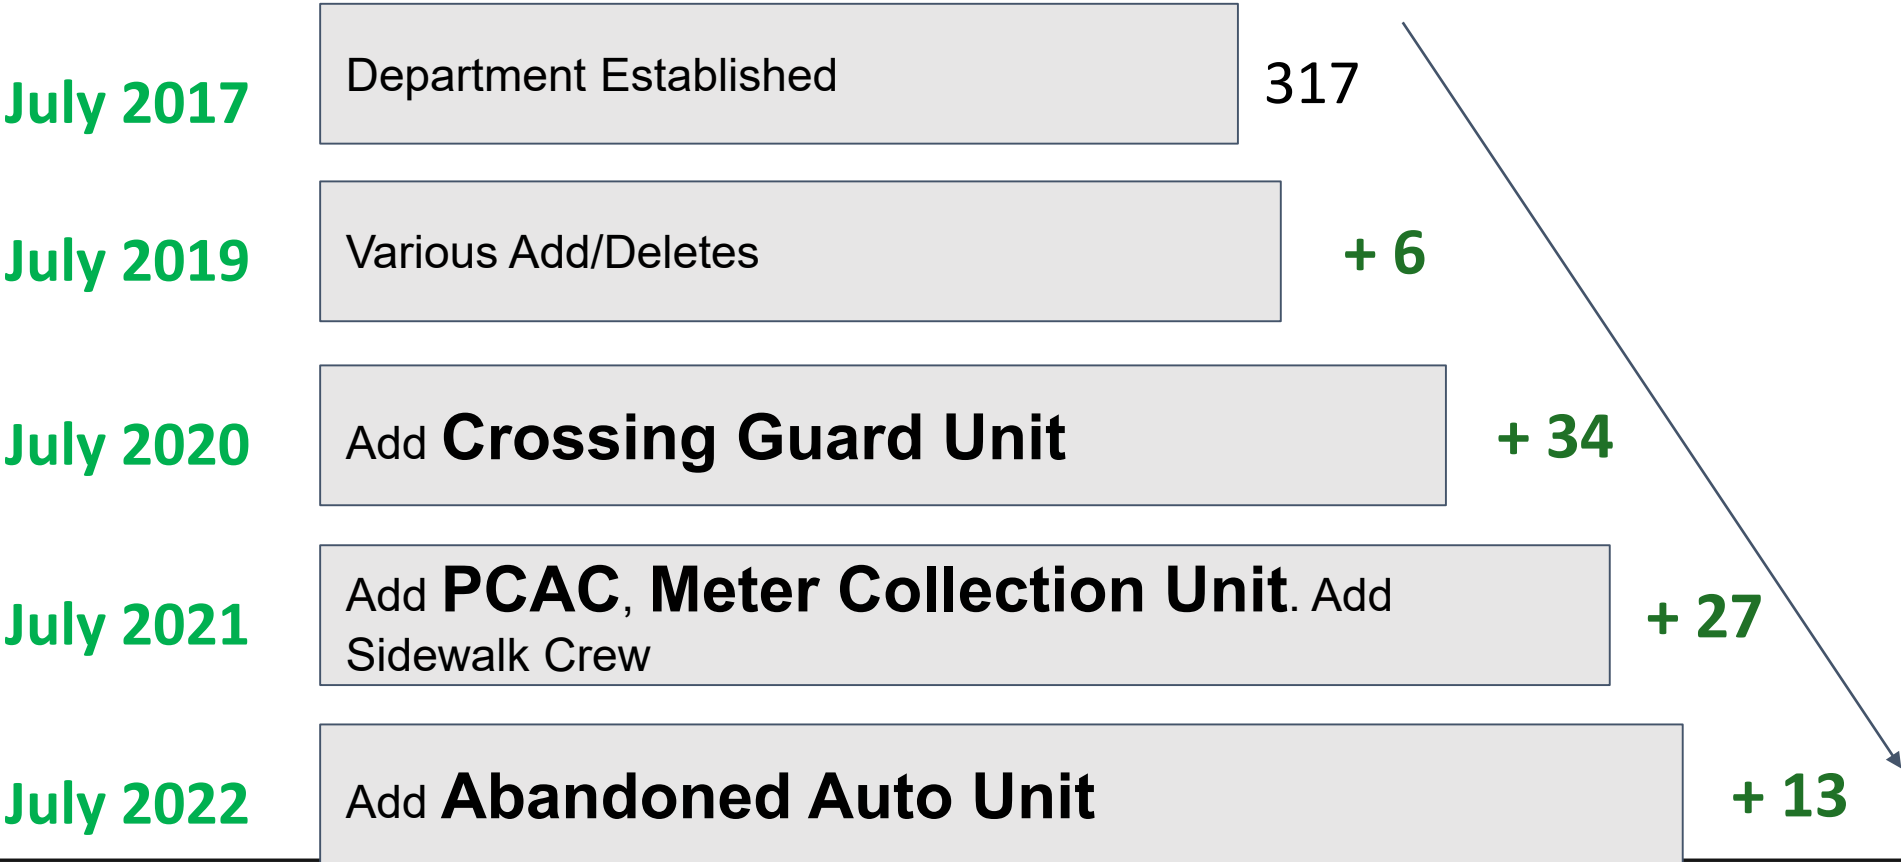 July 2017
Department Established
317
July 2019
Various Add/Deletes
+ 6
July 2020
Add Crossing Guard Unit
+ 34
July 2021
Add PCAC, Meter Collection Unit. Add
Sidewalk Crew
+ 27
July 2022
Add Abandoned Auto Unit
+ 13